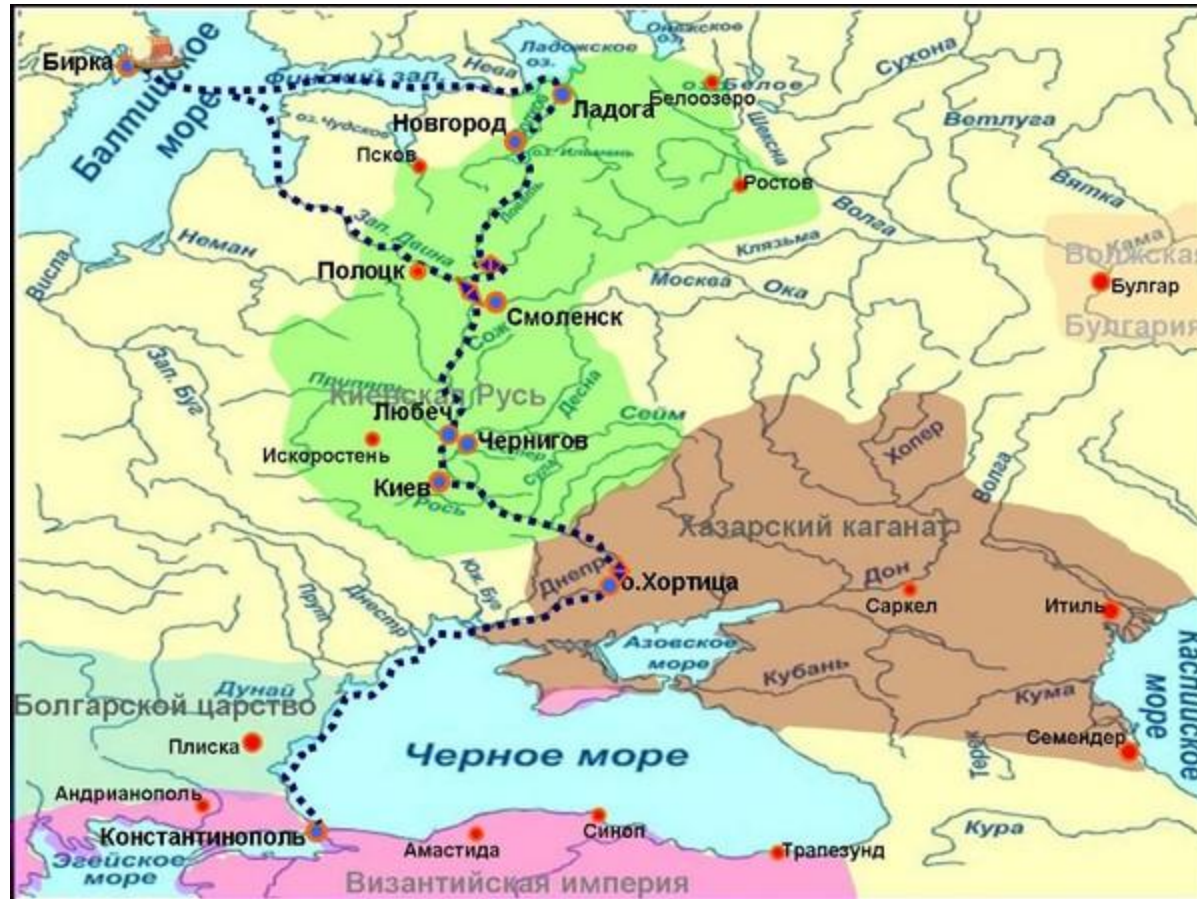 Бирка
Балтийское
море
Финский зал.
Нева
Ладожское
оз.
Онежское
оз.
Сухона
оз. Белое
Белоозеро
Ладога
Новгород
оз. Чудское
Псков
оз. Ильмень
Шексна
Ветлуга
Ростов
Волга
Вятка
Ловать
Зап. Двина
Неман
Висла
Полоцк
Клязьма
Москва
Ока
Кама
Волжская
Булгар
Булгария
Смоленск
Сож
Зап. Буг
Припять
Киевская Русь
Десна
Сейм
Любеч
Чернигов
Искоростень
Сула
Киев
Рось
Хопер
Волга
Хазарский каганат
Днепр
о.Хортица
Дон
Саркел
Итиль
Юж. Буг
Прут
Днестр
Азовское
море
Кубань
Кума
Каспийское
море
Дунай
Болгарской царство
Плиска
Черное море
Терек
Семендер
Андрианополь
Константинополь
Амастида
Синоп
Трапезунд
Кура
Эгейское
море
Византийская империя